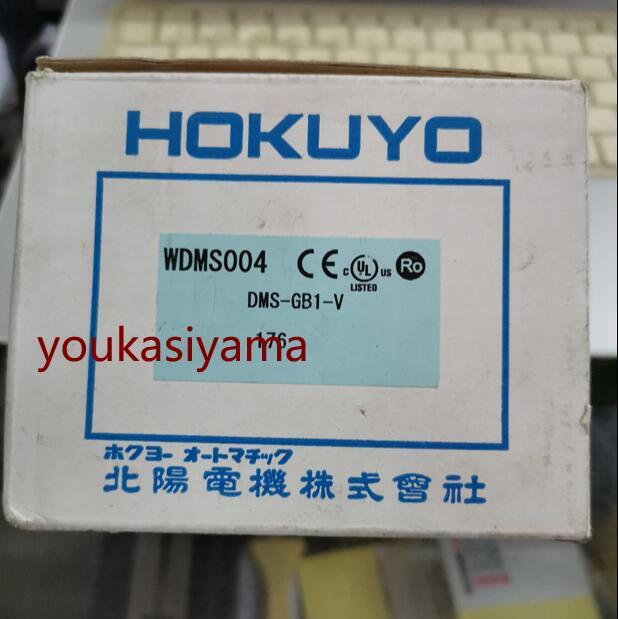 HOKUYO
WDMS004 CE c UL us Ro
LISTED
DMS-GB1-V
176
youkasiyama
ホクヨー オートマチック
北陽電機株式會社